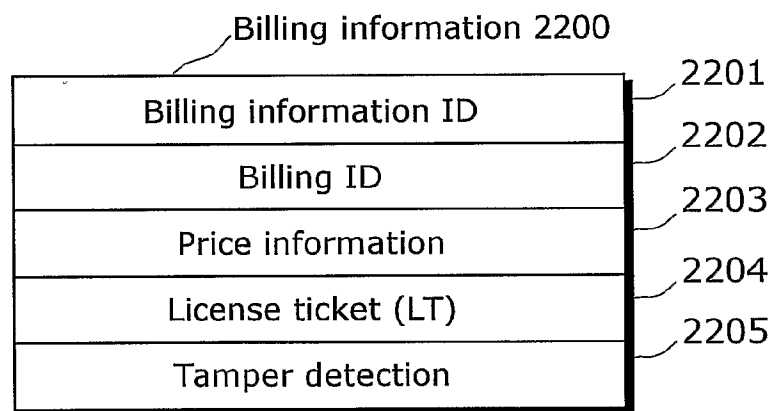 Billing information 2200
Billing information ID 2201
Billing ID 2202
Price information 2203
License ticket (LT) 2204
Tamper detection 2205